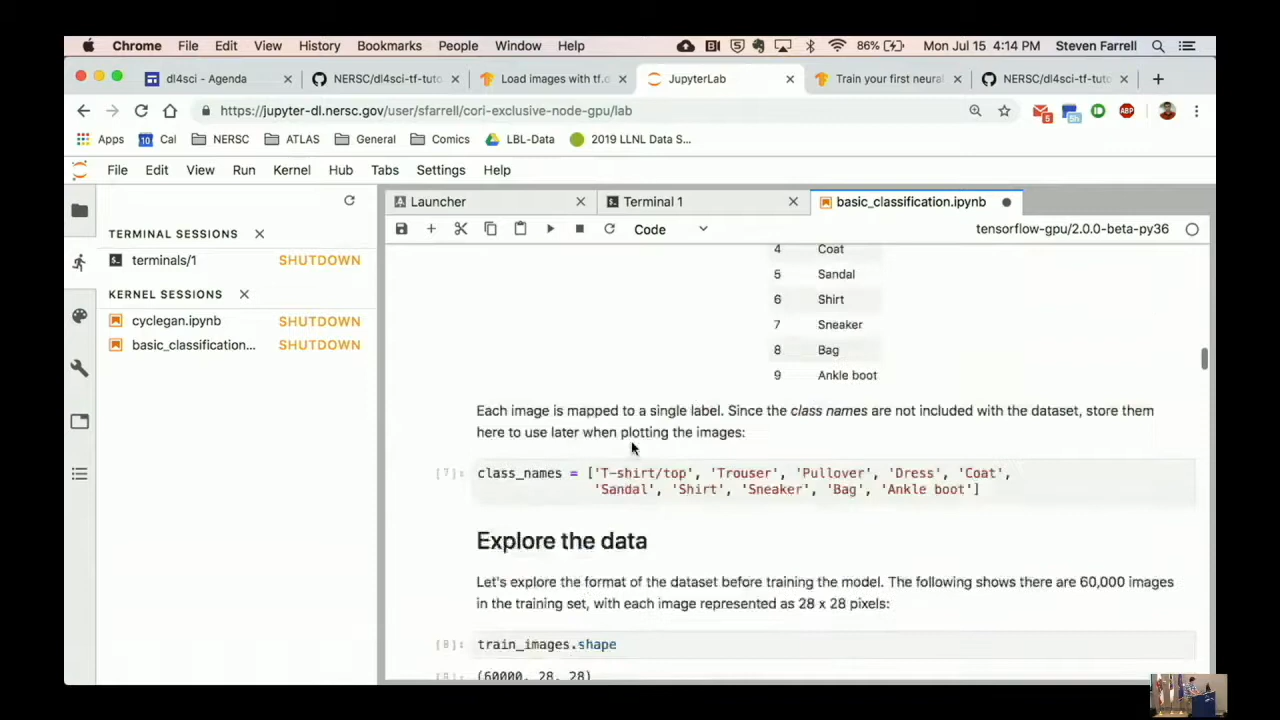 Chrome File Edit View History Bookmarks People Window Help 86% Mon Jul 15 4:14 PM Steven Farrell
dl4sci - Agenda NERSC/dl4sci-tf-tuto Load images with tf.d JupyterLab Train your first neural NERSC/dl4sci-tf-tuto
https://jupyter-dl.nersc.gov/user/sfarrell/cori-exclusive-node-gpu/lab
Apps Cal NERSC ATLAS General Comics LBL-Data 2019 LLNL Data S...
File Edit View Run Kernel Hub Tabs Settings Help
Launcher Terminal 1 basic_classification.ipynb
Code tensorflow-gpu/2.0.0-beta-py36
TERMINAL SESSIONS
terminals/1 SHUTDOWN
KERNEL SESSIONS
cyclegan.ipynb SHUTDOWN
basic_classification... SHUTDOWN
4 Coat
5 Sandal
6 Shirt
7 Sneaker
8 Bag
9 Ankle boot
Each image is mapped to a single label. Since the class names are not included with the dataset, store them
here to use later when plotting the images:
[7]: class_names = ['T-shirt/top', 'Trouser', 'Pullover', 'Dress', 'Coat',
'Sandal', 'Shirt', 'Sneaker', 'Bag', 'Ankle boot']
Explore the data
Let's explore the format of the dataset before training the model. The following shows there are 60,000 images
in the training set, with each image represented as 28 x 28 pixels:
[8]: train_images.shape
[8]: (60000, 28, 28)